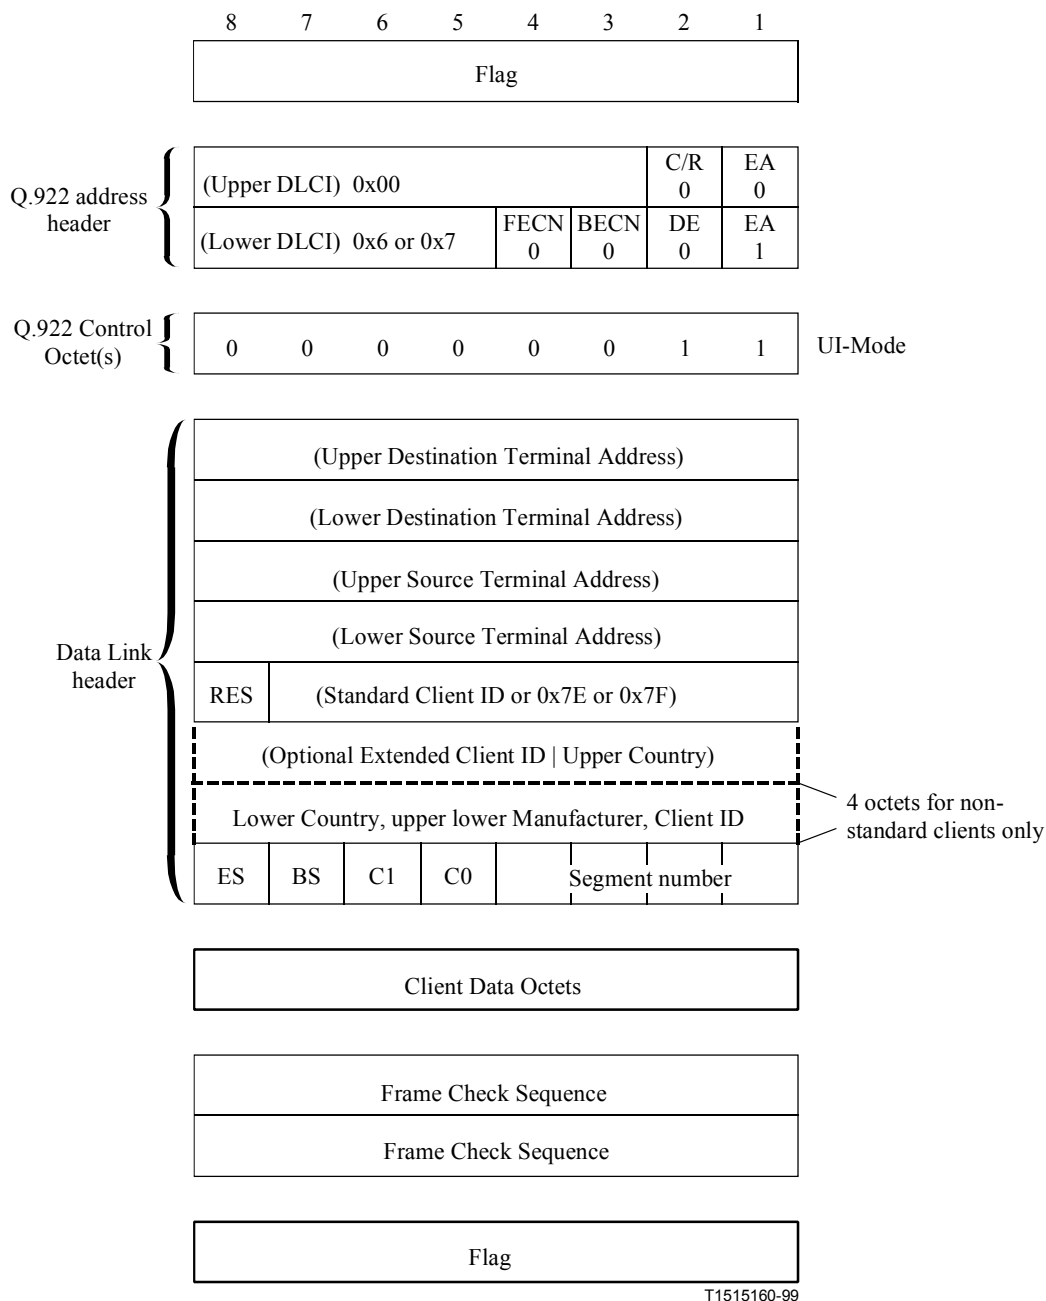 8 7 6 5 4 3 2 1
Flag
Q.922 address
header
(Upper DLCI) 0x00
C/R
0
EA
0
(Lower DLCI) 0x6 or 0x7
FECN
0
BECN
0
DE
0
EA
1
Q.922 Control
Octet(s)
0 0 0 0 0 0 1 1
UI-Mode
Data Link
header
(Upper Destination Terminal Address)
(Lower Destination Terminal Address)
(Upper Source Terminal Address)
(Lower Source Terminal Address)
RES
(Standard Client ID or 0x7E or 0x7F)
(Optional Extended Client ID | Upper Country)
Lower Country, upper lower Manufacturer, Client ID
4 octets for non-
standard clients only
ES BS C1 C0 Segment number
Client Data Octets
Frame Check Sequence
Frame Check Sequence
Flag
T1515160-99